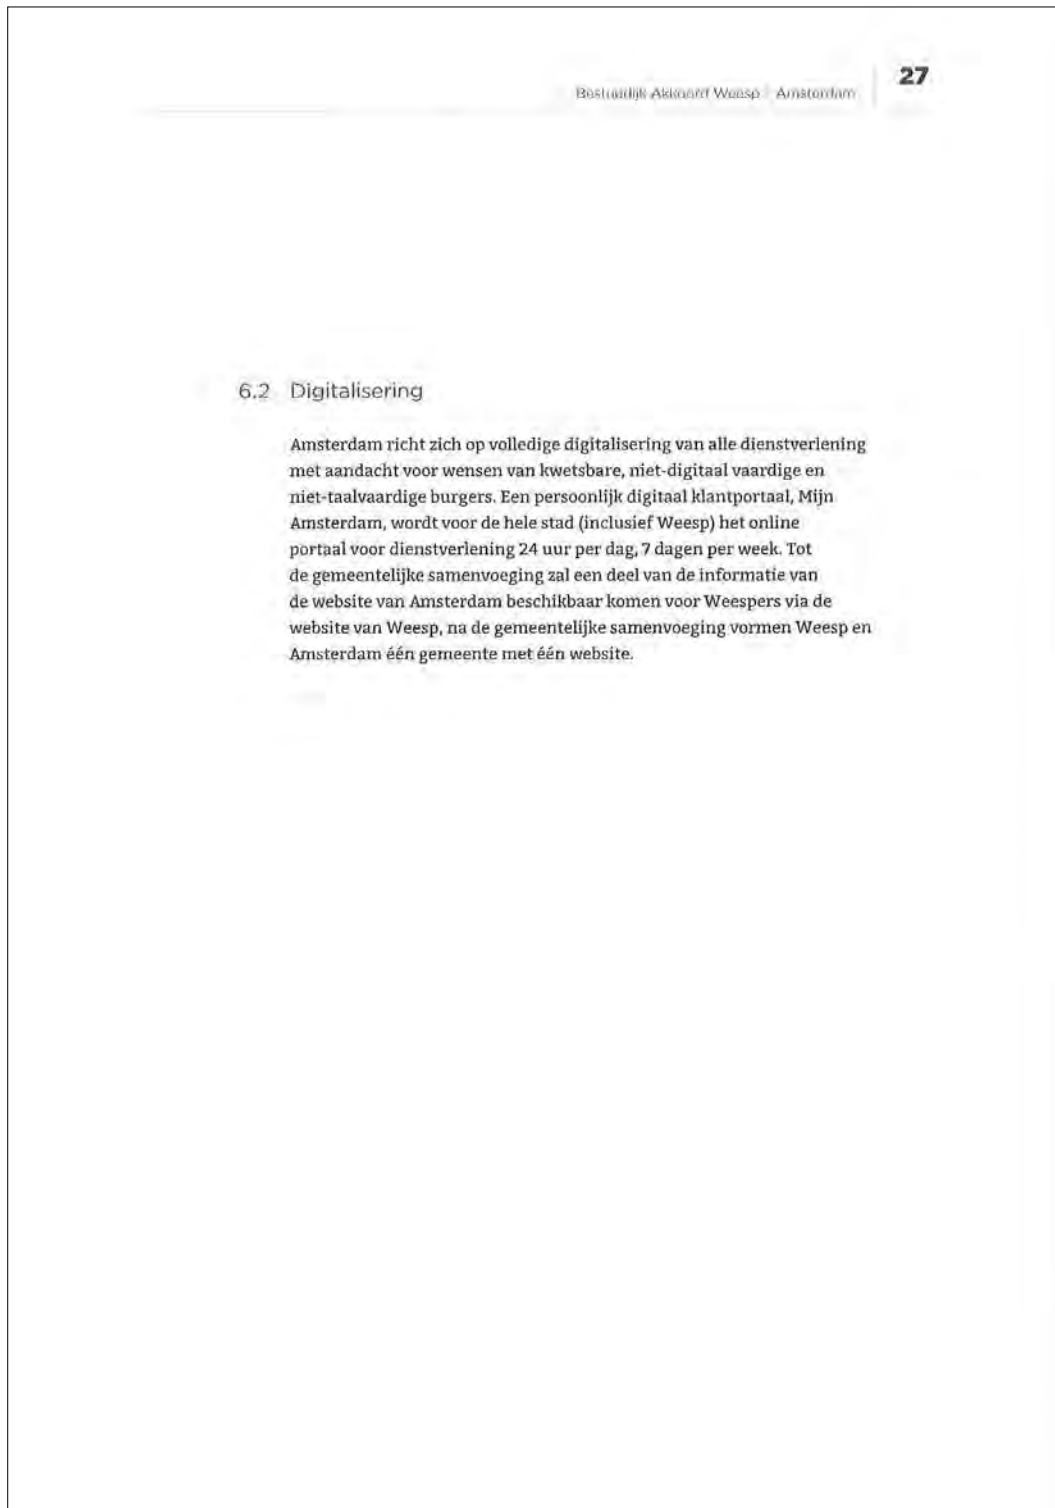 27
Bestuurlijk Akkoord Weesp - Amsterdam
6.2 Digitalisering
Amsterdam richt zich op volledige digitalisering van alle dienstverlening
met aandacht voor wensen van kwetsbare, niet-digitaal vaardige en
niet-taalvaardige burgers. Een persoonlijk digitaal klantportaal, Mijn
Amsterdam, wordt voor de hele stad (inclusief Weesp) het online
portaal voor dienstverlening 24 uur per dag, 7 dagen per week. Tot
de gemeentelijke samenvoeging zal een deel van de informatie van
de website van Amsterdam beschikbaar komen voor Weespers via de
website van Weesp, na de gemeentelijke samenvoeging vormen Weesp en
Amsterdam één gemeente met één website.